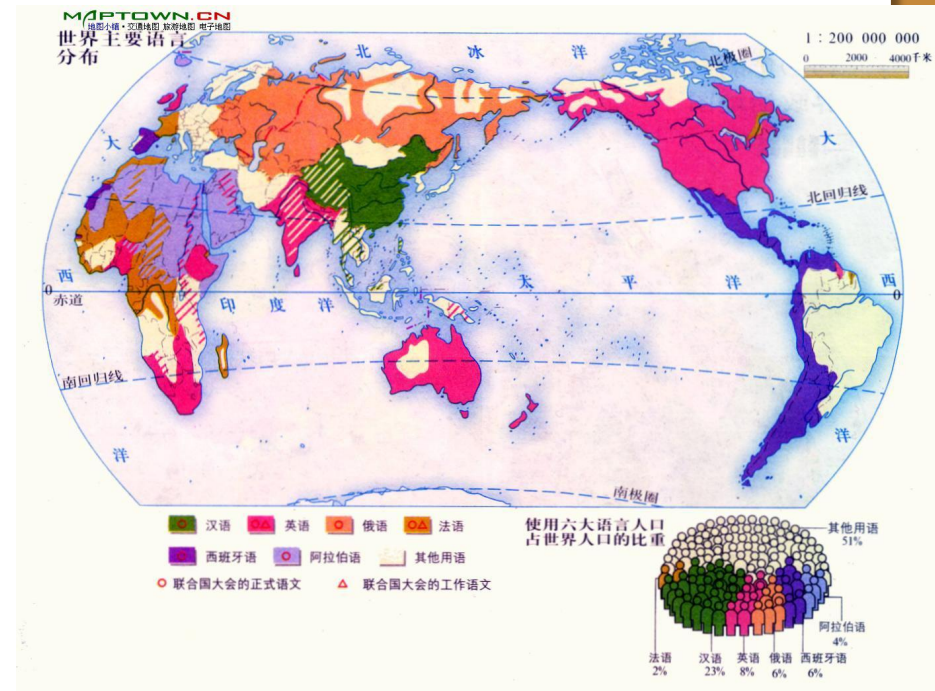 MAPTOWN.CN
地图小镇·交通地图 旅游地图 电子地图
世界主要语言
分布
1:200 000 000
0 2000 4000千米
北 冰 洋
北极圈
大
大
北回归线
西
西
0
赤道
印 度 洋
太 平 洋
0
南回归线
洋
洋
南极圈
汉语 英语 俄语 法语
西班牙语 阿拉伯语 其他用语
联合国大会的正式语文 联合国大会的工作语文
使用六大语言人口
占世界人口的比重
其他用语
51%
阿拉伯语
4%
法语 汉语 英语 俄语 西班牙语
2% 23% 8% 6% 6%